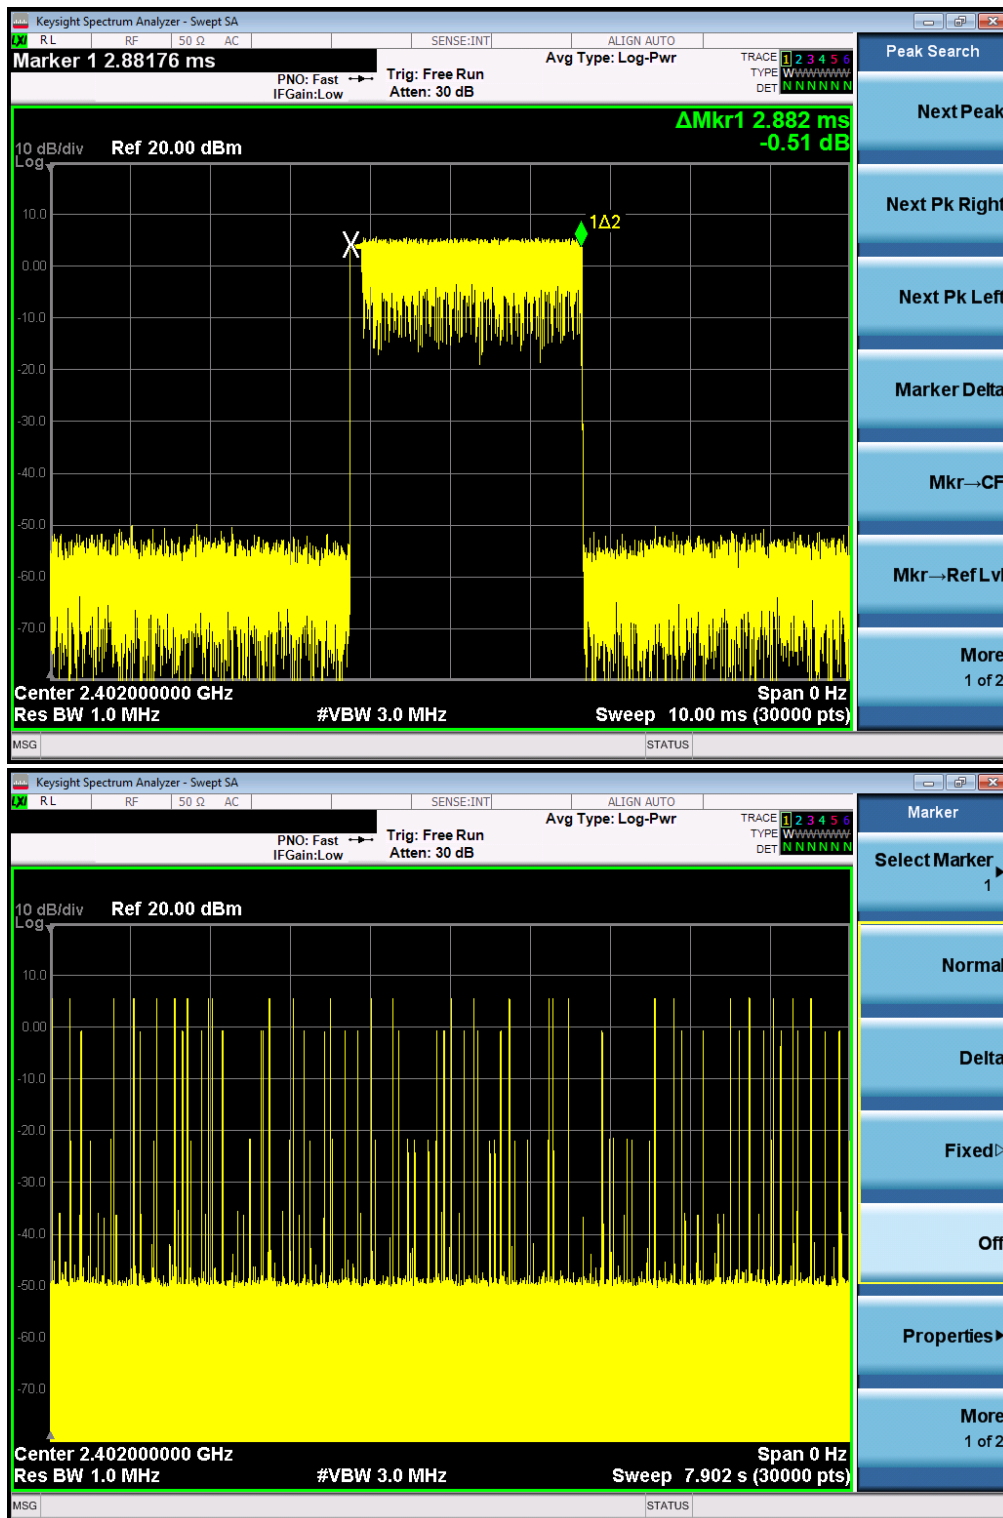 Keysight Spectrum Analyzer - Swept SA
LXI RL RF 50 Ω AC SENSE:INT ALIGN AUTO
Marker 1 2.88176 ms
PNO: Fast
IFGain:Low
Trig: Free Run
Atten: 30 dB
Avg Type: Log-Pwr
TRACE 1 2 3 4 5 6
TYPE WWWWWW
DET N N N N N N
ΔMkr1 2.882 ms
-0.51 dB
10 dB/div Ref 20.00 dBm
Log
1Δ2
10.0
0.00
-10.0
-20.0
-30.0
-40.0
-50.0
-60.0
-70.0
Center 2.402000000 GHz Span 0 Hz
Res BW 1.0 MHz #VBW 3.0 MHz Sweep 10.00 ms (30000 pts)
MSG STATUS
Peak Search
Next Peak
Next Pk Right
Next Pk Left
Marker Delta
Mkr→CF
Mkr→Ref Lvl
More
1 of 2
Keysight Spectrum Analyzer - Swept SA
LXI RL RF 50 Ω AC SENSE:INT ALIGN AUTO
PNO: Fast
IFGain:Low
Trig: Free Run
Atten: 30 dB
Avg Type: Log-Pwr
TRACE 1 2 3 4 5 6
TYPE WWWWWW
DET N N N N N N
10 dB/div Ref 20.00 dBm
Log
10.0
0.00
-10.0
-20.0
-30.0
-40.0
-50.0
-60.0
-70.0
Center 2.402000000 GHz Span 0 Hz
Res BW 1.0 MHz #VBW 3.0 MHz Sweep 7.902 s (30000 pts)
MSG STATUS
Marker
Select Marker
1
Normal
Delta
Fixed
Off
Properties
More
1 of 2